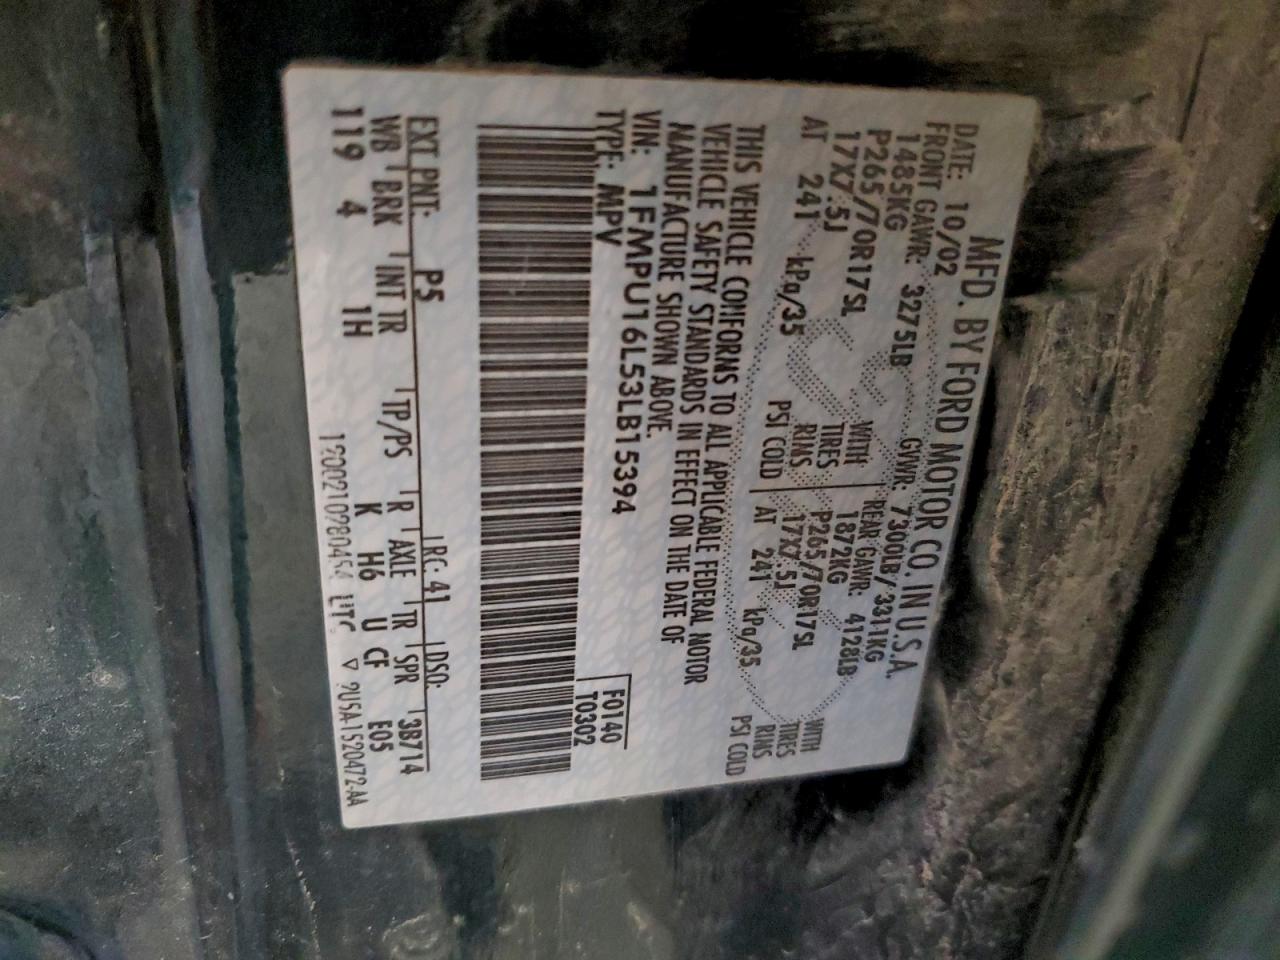 MFD. BY FORD MOTOR CO. IN U.S.A.
DATE: 10/02 GVWR: 7300LB/3311KG
FRONT GAWR: 3275LB REAR GAWR: 4128LB
1485KG WITH 1872KG WITH
P265/70R17SL TIRES P265/70R17SL TIRES
17X7.5J RIMS 17X7.5J RIMS
AT 241 kPa/35 PSI COLD AT 241 kPa/35 PSI COLD
THIS VEHICLE CONFORMS TO ALL APPLICABLE FEDERAL MOTOR
VEHICLE SAFETY STANDARDS IN EFFECT ON THE DATE OF
MANUFACTURE SHOWN ABOVE.
VIN: 1FMPU16L53LB15394
TYPE: MPV
F0140
T0302
EXT PNT: P5 RC: 41 DSO: 3B714
WB BRK INT TR TP/PS R AXLE TR SPR
119 4 1H K H6 U CF E05
UTC ▽ 2U5A-1520472-AA